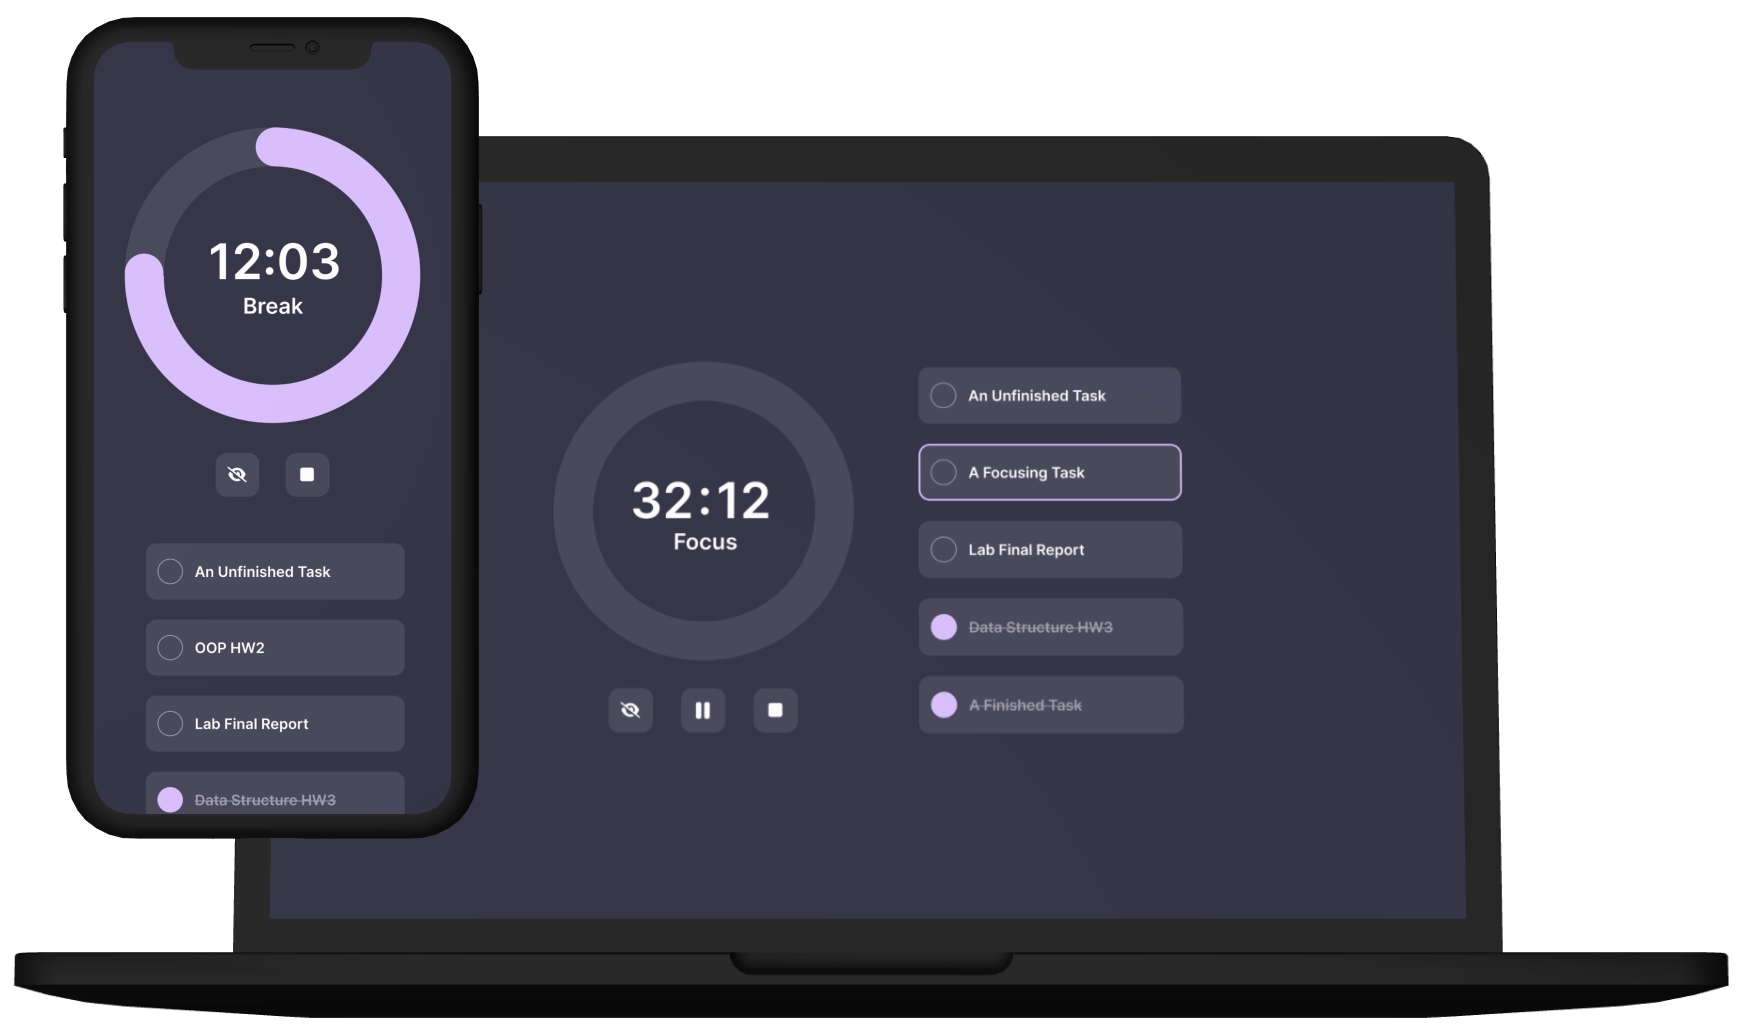 12:03
Break
An Unfinished Task
OOP HW2
Lab Final Report
Data Structure HW3
32:12
Focus
An Unfinished Task
A Focusing Task
Lab Final Report
Data Structure HW3
A Finished Task